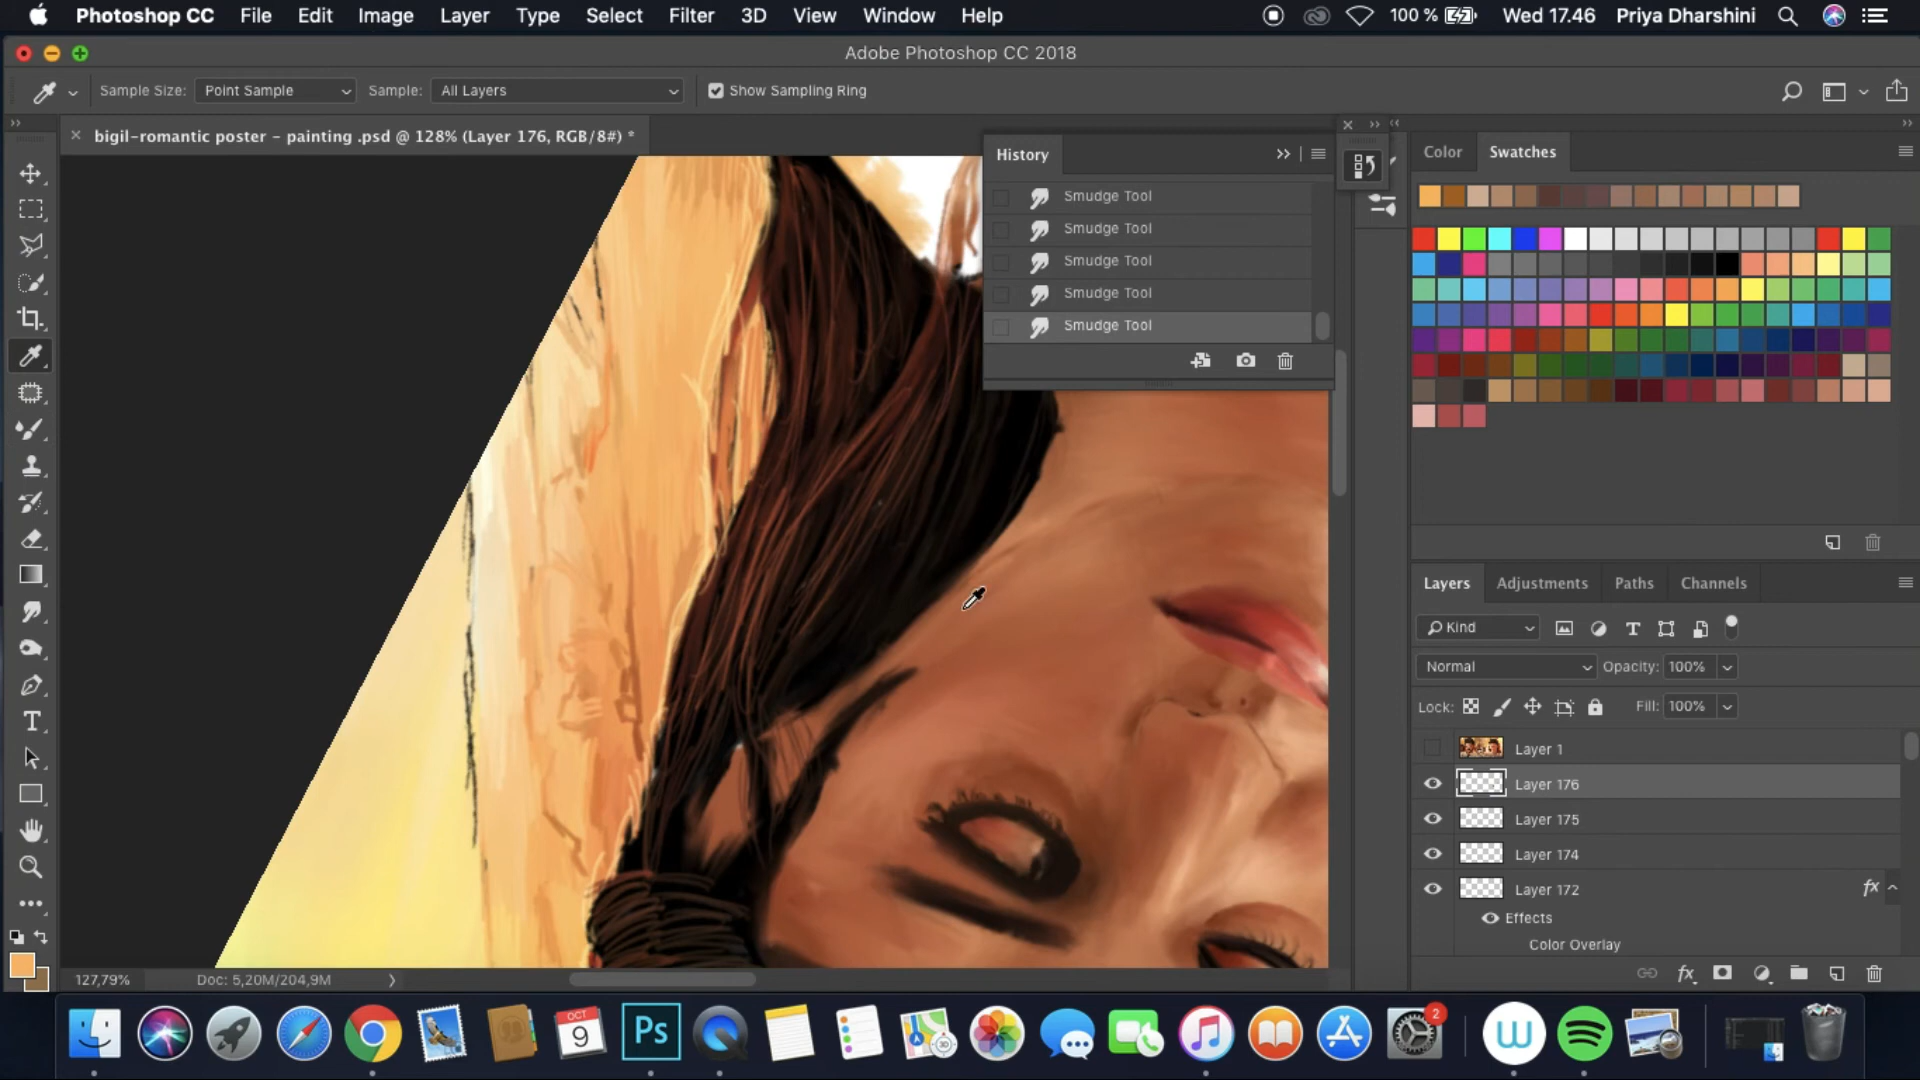 Photoshop CC File Edit Image Layer Type Select Filter 3D View Window Help 100 % Wed 17.46 Priya Dharshini
Adobe Photoshop CC 2018
Sample Size: Point Sample Sample: All Layers Show Sampling Ring
bigil-romantic poster - painting .psd @ 128% (Layer 176, RGB/8#) *
History
Smudge Tool
Smudge Tool
Smudge Tool
Smudge Tool
Smudge Tool
Color Swatches
Layers Adjustments Paths Channels
Kind
Normal Opacity: 100%
Lock: Fill: 100%
Layer 1
Layer 176
Layer 175
Layer 174
Layer 172 fx
Effects
Color Overlay
fx
127,79% Doc: 5,20M/204,9M
OCT
9
Ps
3D
2
W